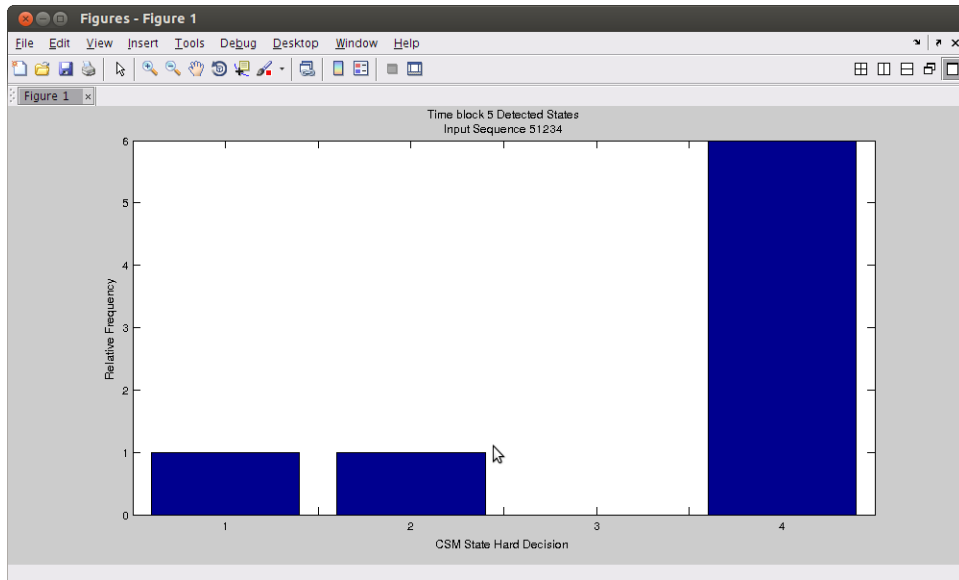 Figures - Figure 1
File Edit View Insert Tools Debug Desktop Window Help
Figure 1
Time block 5 Detected States
Input Sequence 51234
6
5
4
3
2
1
0
Relative Frequency
1 2 3 4
CSM State Hard Decision